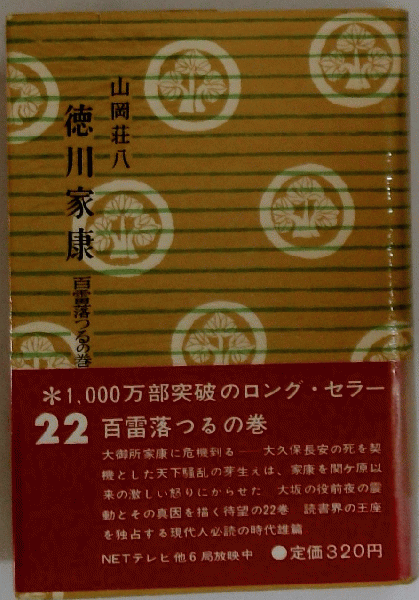 山岡荘八
徳川家康
百雷落つるの巻
＊1,000万部突破のロング・セラー
22 百雷落つるの巻
大御所家康に危機到る── 大久保長安の死を契
機とした天下騒乱の芽生えは、家康を関ケ原以
来の激しい怒りにからせた 大坂の役前夜の震
動とその真因を描く待望の22巻 読書界の王座
を独占する現代人必読の時代雄篇
NETテレビ他6局放映中 ●定価320円